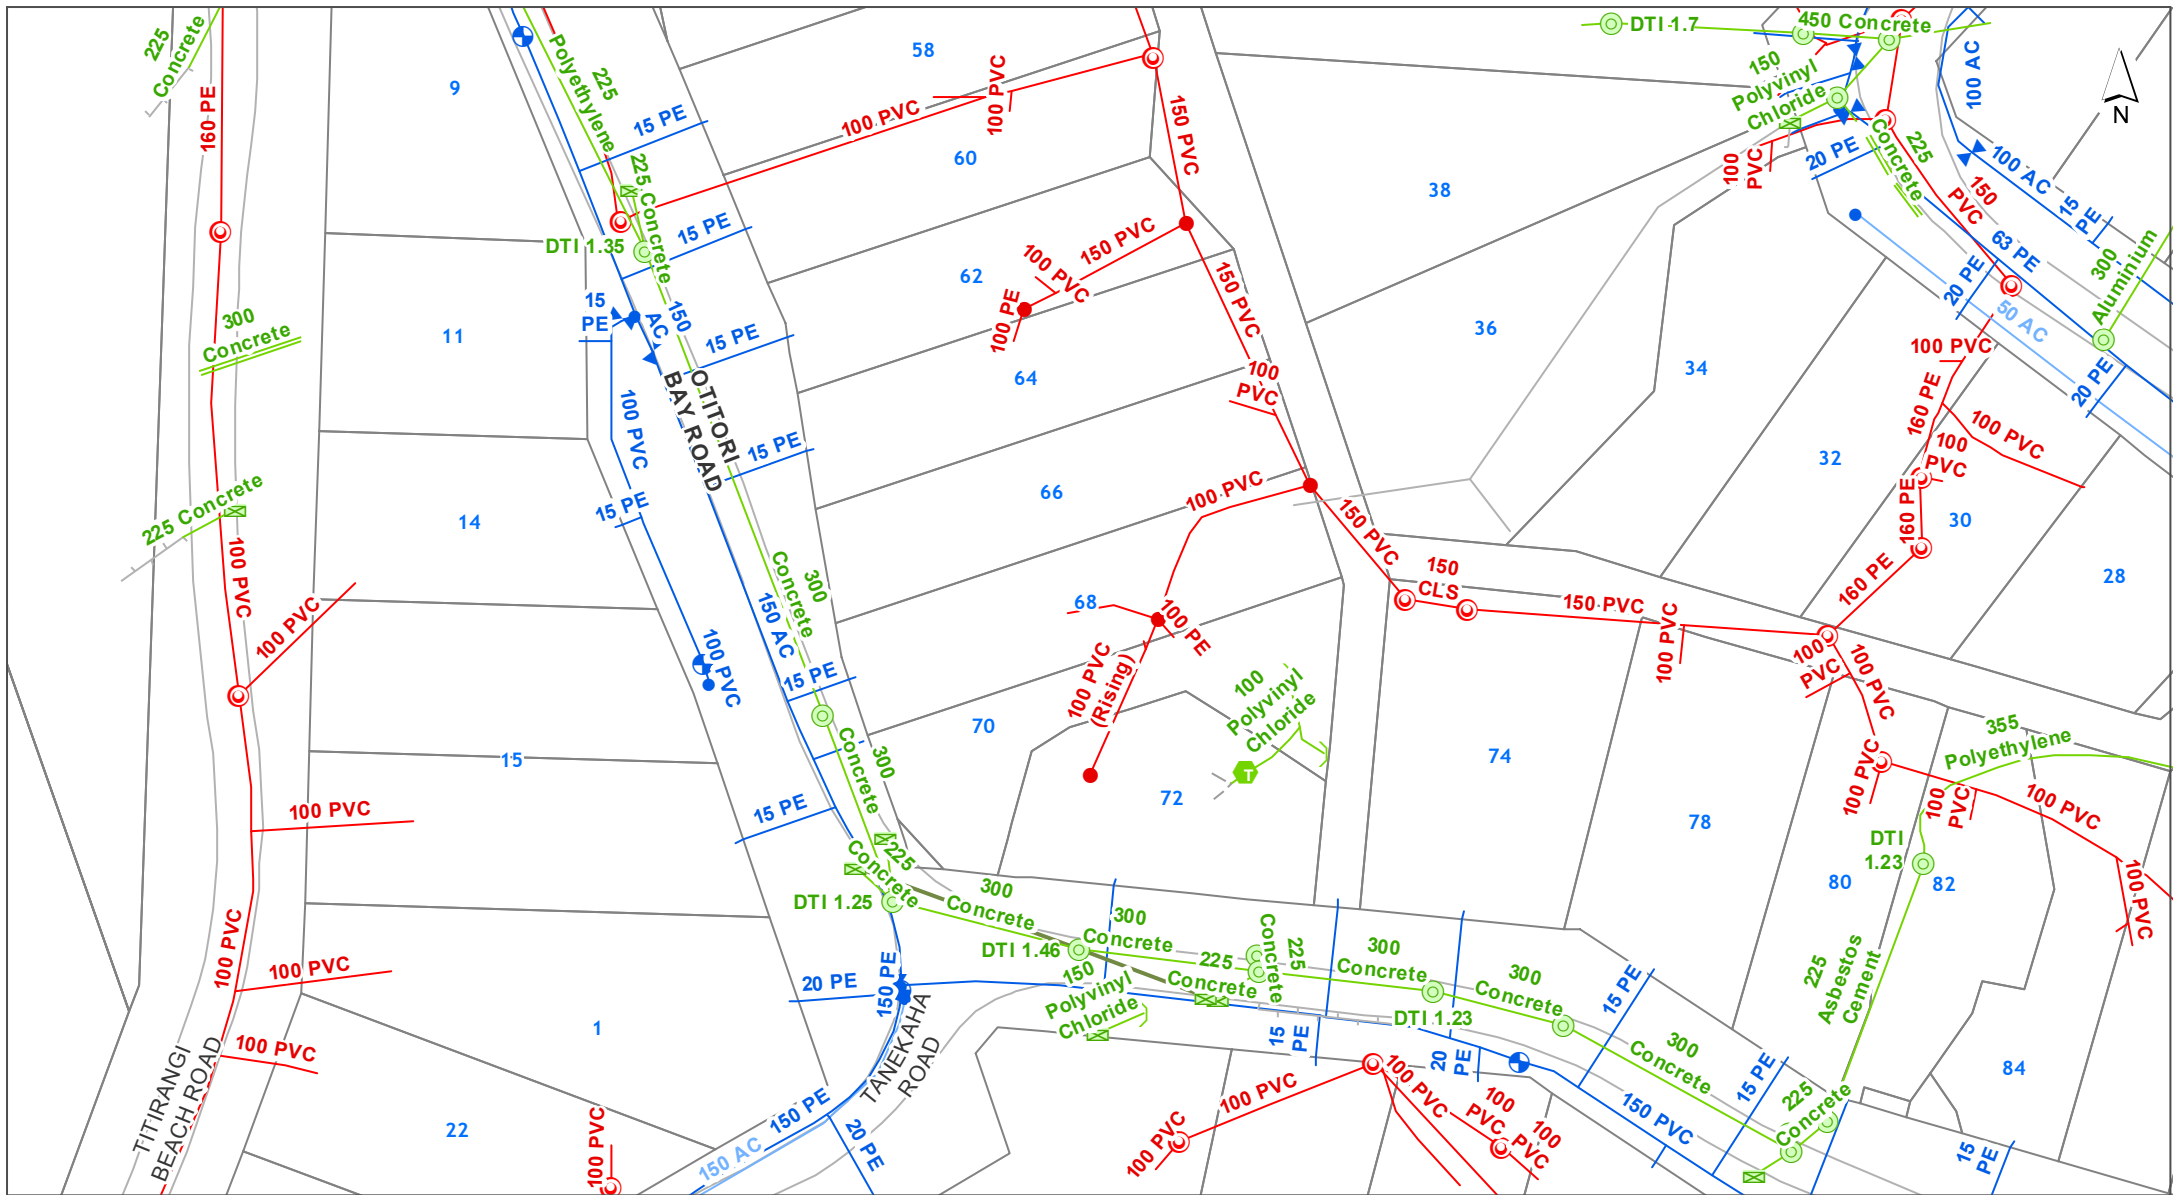 225
Concrete
160 PE
9
Polyethylene
225
15 PE
58
100 PVC
100 PVC
150 PVC
DTI 1.7
450 Concrete
150
Polyvinyl
Chloride
100 AC
N
225 Concrete
60
38
100
PVC
20 PE
225
Concrete
100 AC
150
PVC
15
PE
DTI 1.35
15 PE
62
150 PVC
100 PVC
100 PE
150 PVC
63 PE
20 PE
300
Aluminium
50 AC
300
Concrete
11
15
PE
150
AC
15 PE
64
36
34
100 PVC
20 PE
100
PVC
OTITORI
BAY ROAD
100 PVC
160 PE
100 PVC
225 Concrete
14
15 PE
15 PE
66
100 PVC
32
100
PVC
160 PE
30
150 PVC
100 PVC
100 PVC
Concrete
300
150 AC
68
100 PE
150
CLS
150 PVC
100 PVC
160 PE
28
100 PVC
15 PE
100 PVC
(Rising)
100
Polyvinyl
Chloride
100
PVC
100 PVC
70
74
355
Polyethylene
15
Concrete
300
T
72
78
100 PVC
100
PVC
100 PVC
100 PVC
15 PE
225
Concrete
DTI
1.23
80
82
100 PVC
DTI 1.25
300
Concrete
300
Concrete
DTI 1.46
225
Concrete
Concrete
225
300
Concrete
300
Concrete
15 PE
225
Asbestos
Cement
100 PVC
100 PVC
20 PE
150 PE
150
Polyvinyl
Chloride
DTI 1.23
1
15
PE
20
PE
300
Concrete
15 PE
84
100 PVC
TITIRANGI
BEACH ROAD
TANEKAHA
ROAD
100 PVC
100 PVC
100 PVC
100
PVC
100
PVC
150 PVC
225
Concrete
22
100 PVC
150 AC
150 PE
20 PE
15
PE